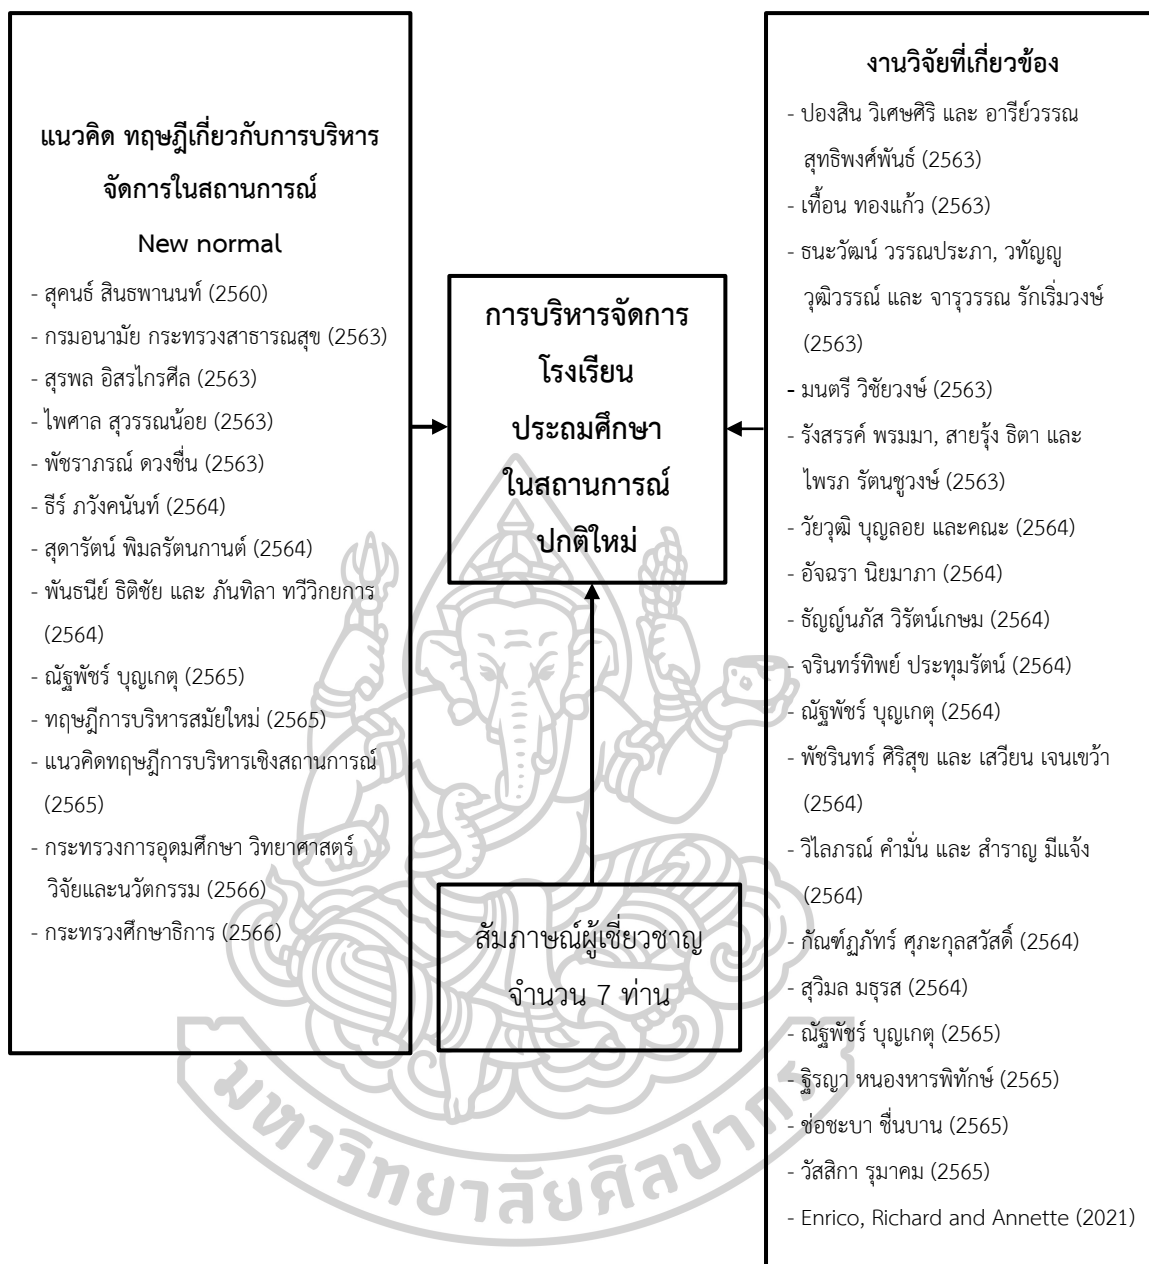 แนวคิด ทฤษฎีเกี่ยวกับการบริหาร
จัดการในสถานการณ์
New normal
- สุคนธ์ สินธพานนท์ (2560)
- กรมอนามัย กระทรวงสาธารณสุข (2563)
- สุรพล อิสรไกรศีล (2563)
- ไพศาล สุวรรณน้อย (2563)
- พัชราภรณ์ ดวงชื่น (2563)
- ธีร์ ภวังคนันท์ (2564)
- สุดารัตน์ พิมลรัตนกานต์ (2564)
- พันธนีย์ ธิติชัย และ ภันทิลา ทวีวิกยการ
(2564)
- ณัฐพัชร์ บุญเกตุ (2565)
- ทฤษฎีการบริหารสมัยใหม่ (2565)
- แนวคิดทฤษฎีการบริหารเชิงสถานการณ์
(2565)
- กระทรวงการอุดมศึกษา วิทยาศาสตร์
วิจัยและนวัตกรรม (2566)
- กระทรวงศึกษาธิการ (2566)
การบริหารจัดการ
โรงเรียน
ประถมศึกษา
ในสถานการณ์
ปกติใหม่
สัมภาษณ์ผู้เชี่ยวชาญ
จำนวน 7 ท่าน
งานวิจัยที่เกี่ยวข้อง
- ปองสิน วิเศษศิริ และ อารีย์วรรณ
สุทธิพงศ์พันธ์ (2563)
- เทื้อน ทองแก้ว (2563)
- ธนะวัฒน์ วรรณประภา, วทัญญู
วุฒิวรรณ์ และ จารุวรรณ รักเริ่มวงษ์
(2563)
- มนตรี วิชัยวงษ์ (2563)
- รังสรรค์ พรมมา, สายรุ้ง ธิตา และ
ไพรภ รัตนชูวงษ์ (2563)
- วัยวุฒิ บุญลอย และคณะ (2564)
- อัจฉรา นิยมาภา (2564)
- ธัญญ์นภัส วิรัตน์เกษม (2564)
- จรินทร์ทิพย์ ประทุมรัตน์ (2564)
- ณัฐพัชร์ บุญเกตุ (2564)
- พัชรินทร์ ศิริสุข และ เสวียน เจนเขว้า
(2564)
- วิไลภรณ์ คำมั่น และ สำราญ มีแจ้ง
(2564)
- กัณฑ์ฏภัทร์ ศุภะกุลสวัสดิ์ (2564)
- สุวิมล มธุรส (2564)
- ณัฐพัชร์ บุญเกตุ (2565)
- ฐิรญา หนองหารพิทักษ์ (2565)
- ช่อชะบา ชื่นบาน (2565)
- วัสสิกา รุมาคม (2565)
- Enrico, Richard and Annette (2021)
มหาวิทยาลัยศิลปากร